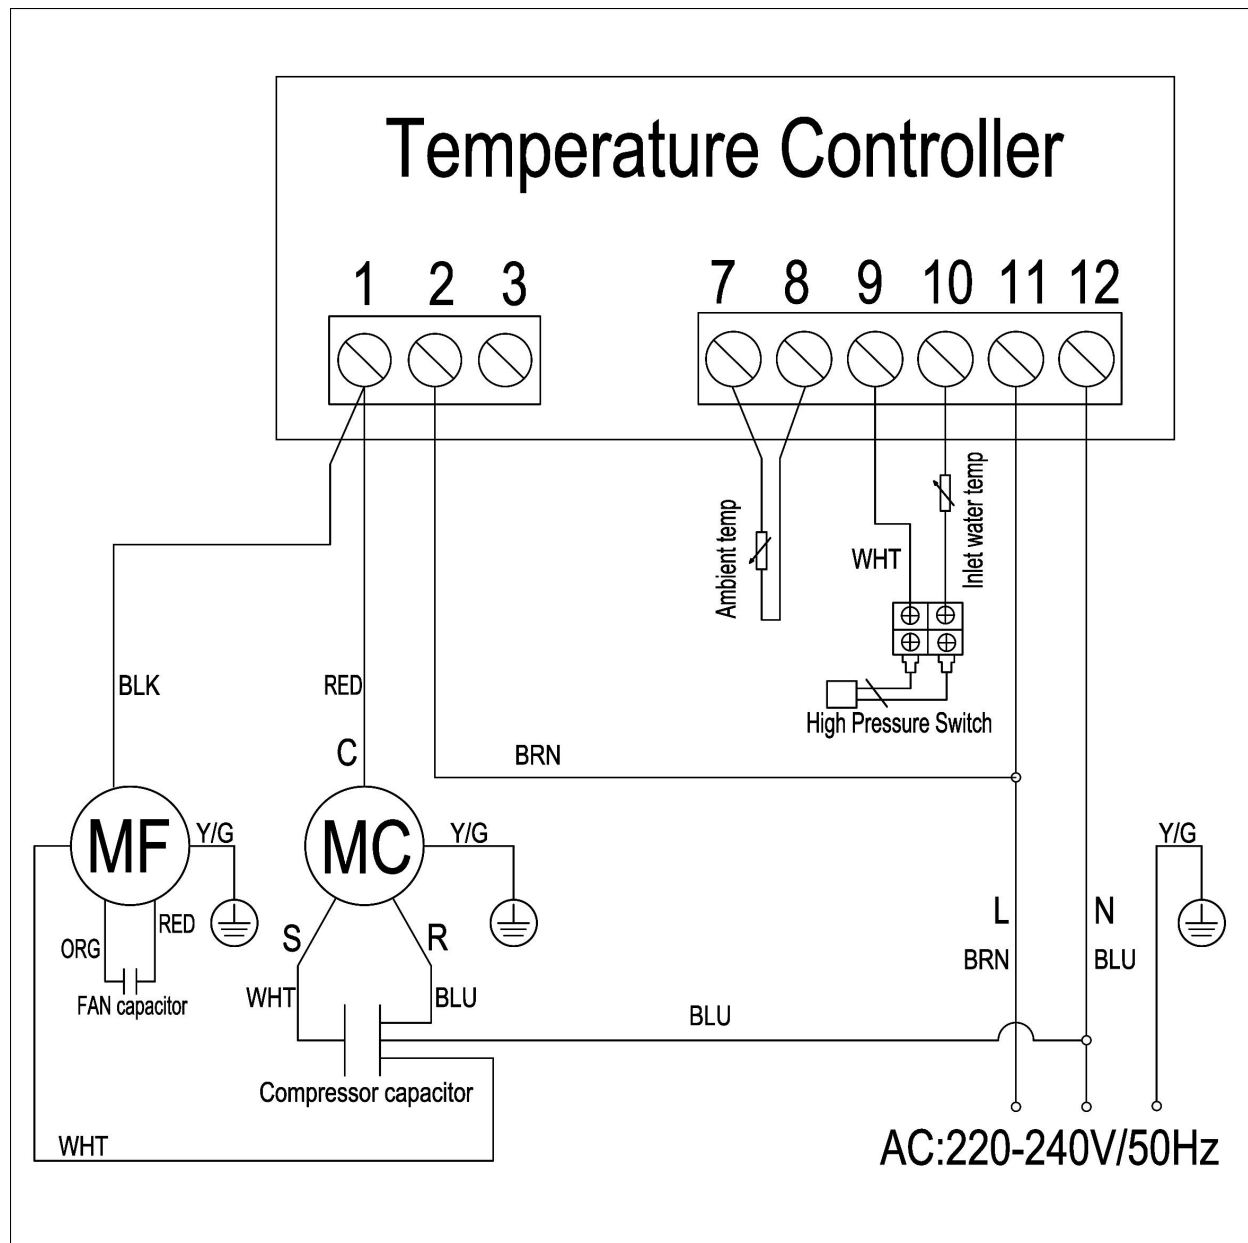 Temperature Controller
1 2 3 7 8 9 10 11 12
Ambient temp
Inlet water temp
WHT
High Pressure Switch
BLK
RED
C
BRN
MF
Y/G
MC
Y/G
Y/G
ORG
RED
FAN capacitor
S
R
WHT
BLU
L
N
BRN
BLU
BLU
Compressor capacitor
WHT
AC:220-240V/50Hz